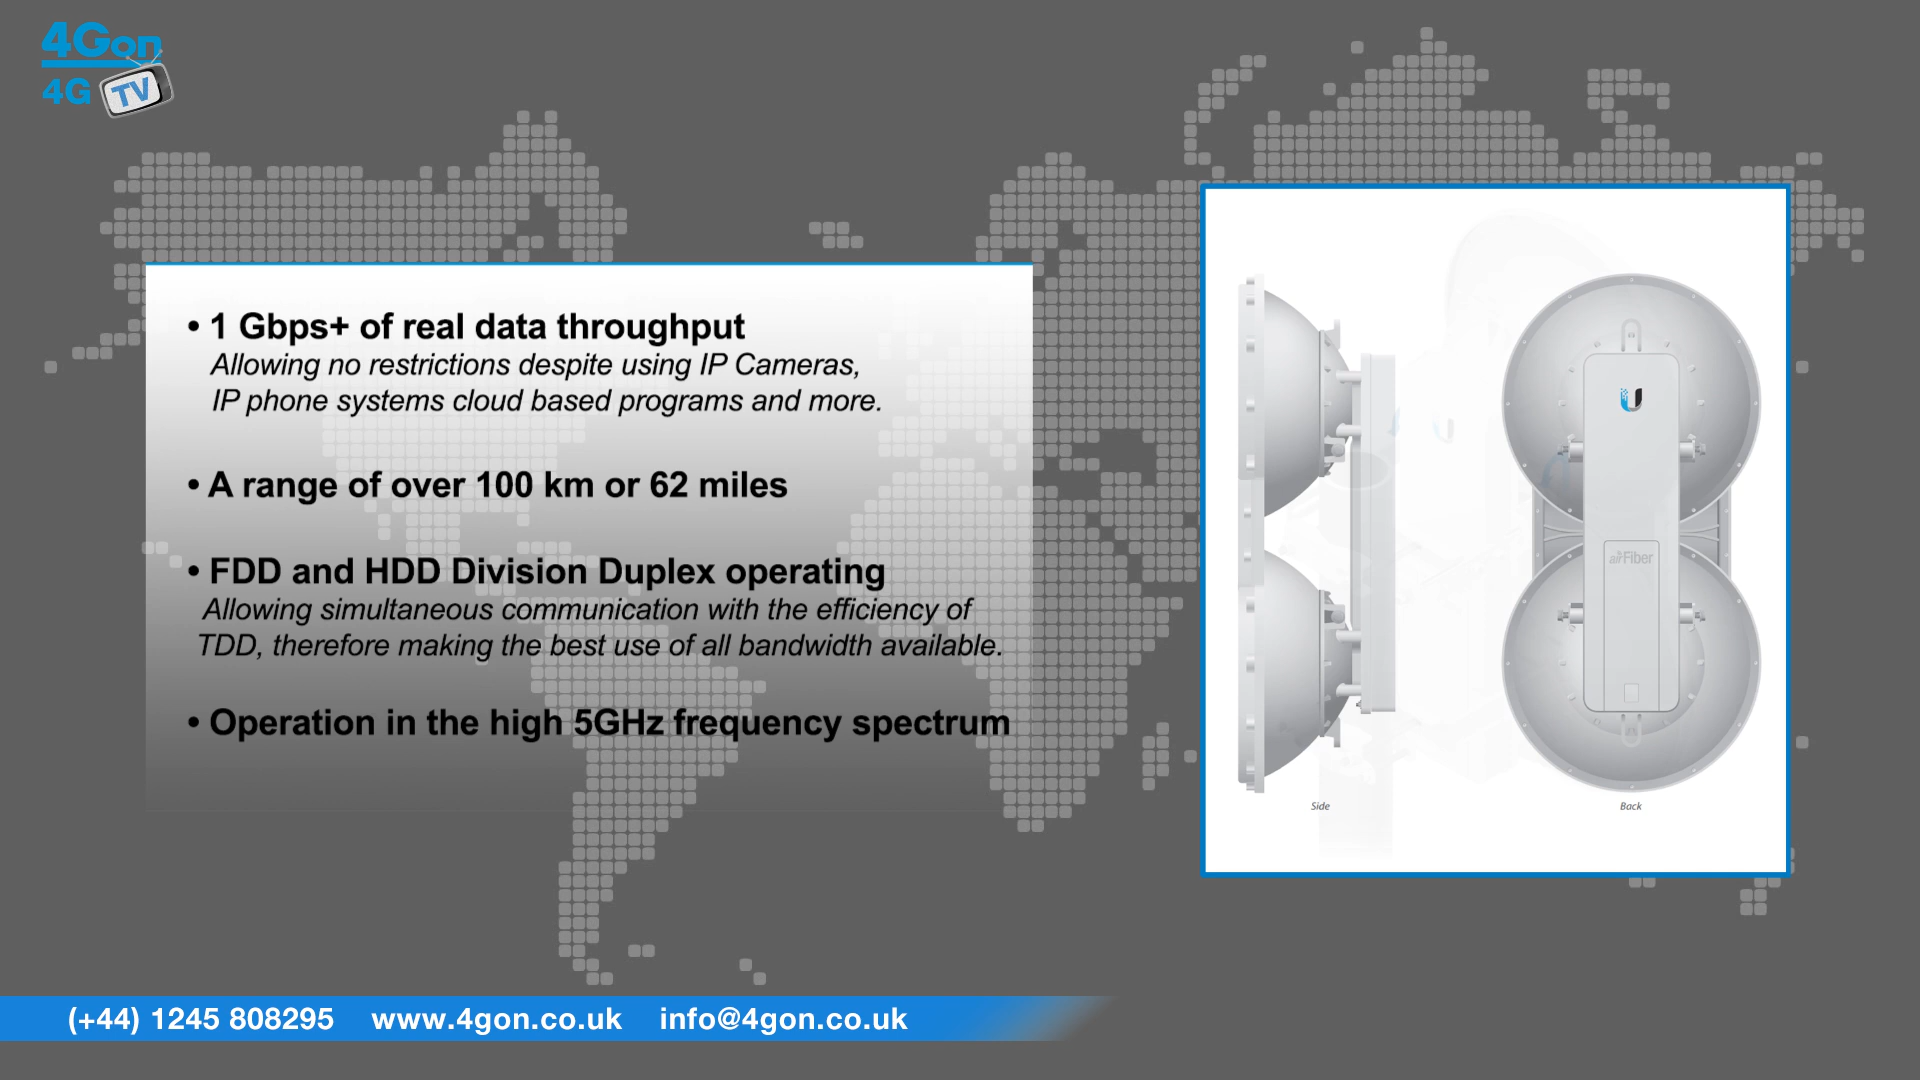 4Gon
4G TV
• 1 Gbps+ of real data throughput
Allowing no restrictions despite using IP Cameras,
IP phone systems cloud based programs and more.
• A range of over 100 km or 62 miles
• FDD and HDD Division Duplex operating
Allowing simultaneous communication with the efficiency of
TDD, therefore making the best use of all bandwidth available.
• Operation in the high 5GHz frequency spectrum
airFiber
Side
Back
(+44) 1245 808295 www.4gon.co.uk info@4gon.co.uk